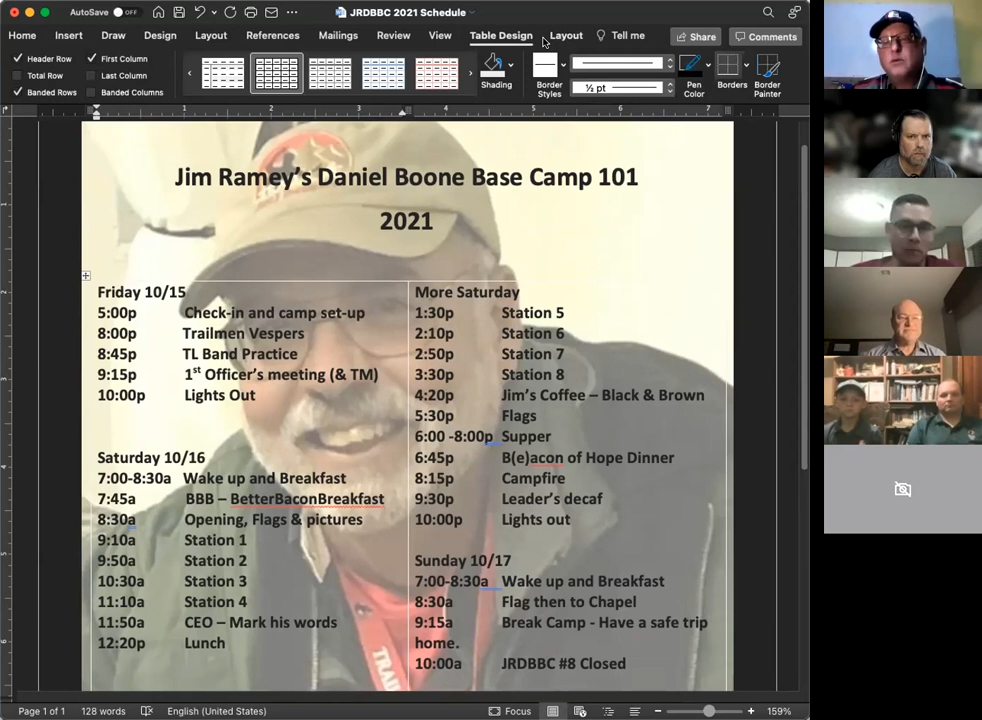 AutoSave OFF
JRDBBC 2021 Schedule
Home Insert Draw Design Layout References Mailings Review View Table Design Layout Tell me Share Comments
Header Row First Column
Total Row Last Column
Banded Rows Banded Columns
Shading
Border Styles
½ pt
Pen Color
Borders
Border Painter
1 2 4 5 6 7
Jim Ramey's Daniel Boone Base Camp 101
2021
Friday 10/15
5:00p Check-in and camp set-up
8:00p Trailmen Vespers
8:45p TL Band Practice
9:15p 1st Officer's meeting (& TM)
10:00p Lights Out
Saturday 10/16
7:00-8:30a Wake up and Breakfast
7:45a BBB – BetterBaconBreakfast
8:30a Opening, Flags & pictures
9:10a Station 1
9:50a Station 2
10:30a Station 3
11:10a Station 4
11:50a CEO – Mark his words
12:20p Lunch
More Saturday
1:30p Station 5
2:10p Station 6
2:50p Station 7
3:30p Station 8
4:20p Jim's Coffee – Black & Brown
5:30p Flags
6:00 -8:00p Supper
6:45p B(e)acon of Hope Dinner
8:15p Campfire
9:30p Leader's decaf
10:00p Lights out
Sunday 10/17
7:00-8:30a Wake up and Breakfast
8:30a Flag then to Chapel
9:15a Break Camp - Have a safe trip
home.
10:00a JRDBBC #8 Closed
TRA
Page 1 of 1 128 words English (United States) Focus 159%